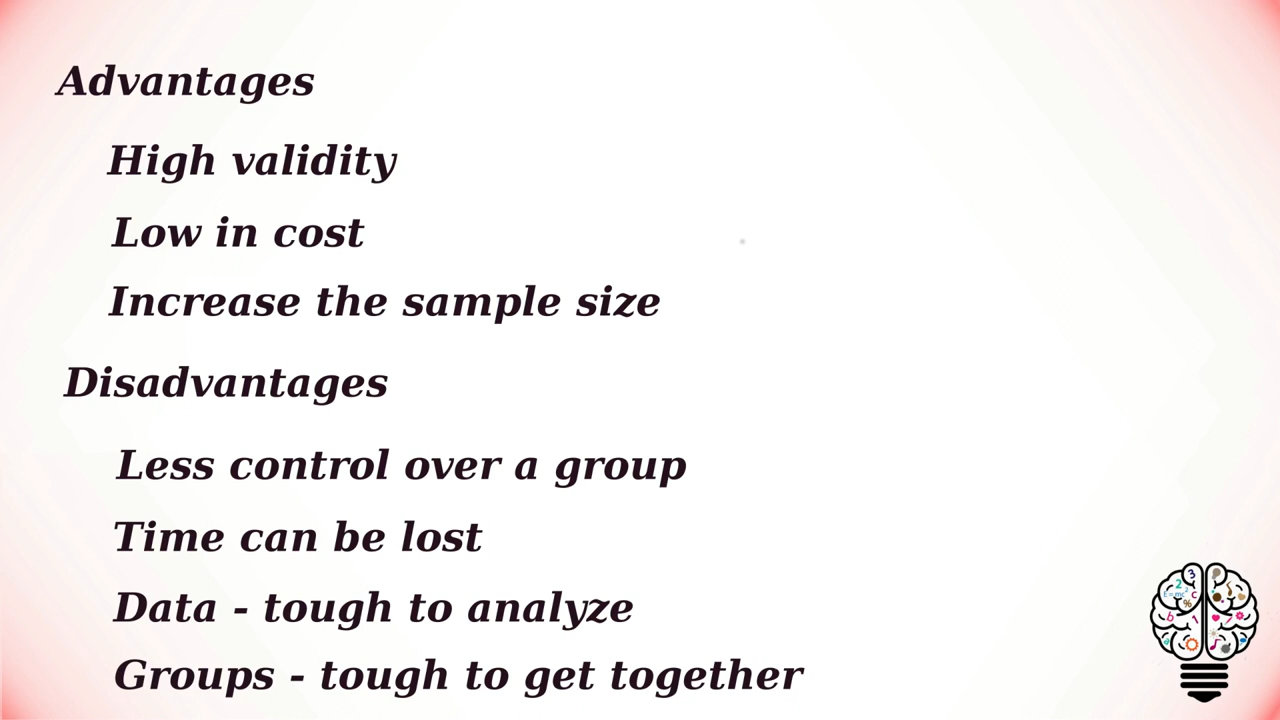 Advantages
High validity
Low in cost
Increase the sample size
Disadvantages
Less control over a group
Time can be lost
Data - tough to analyze
Groups - tough to get together